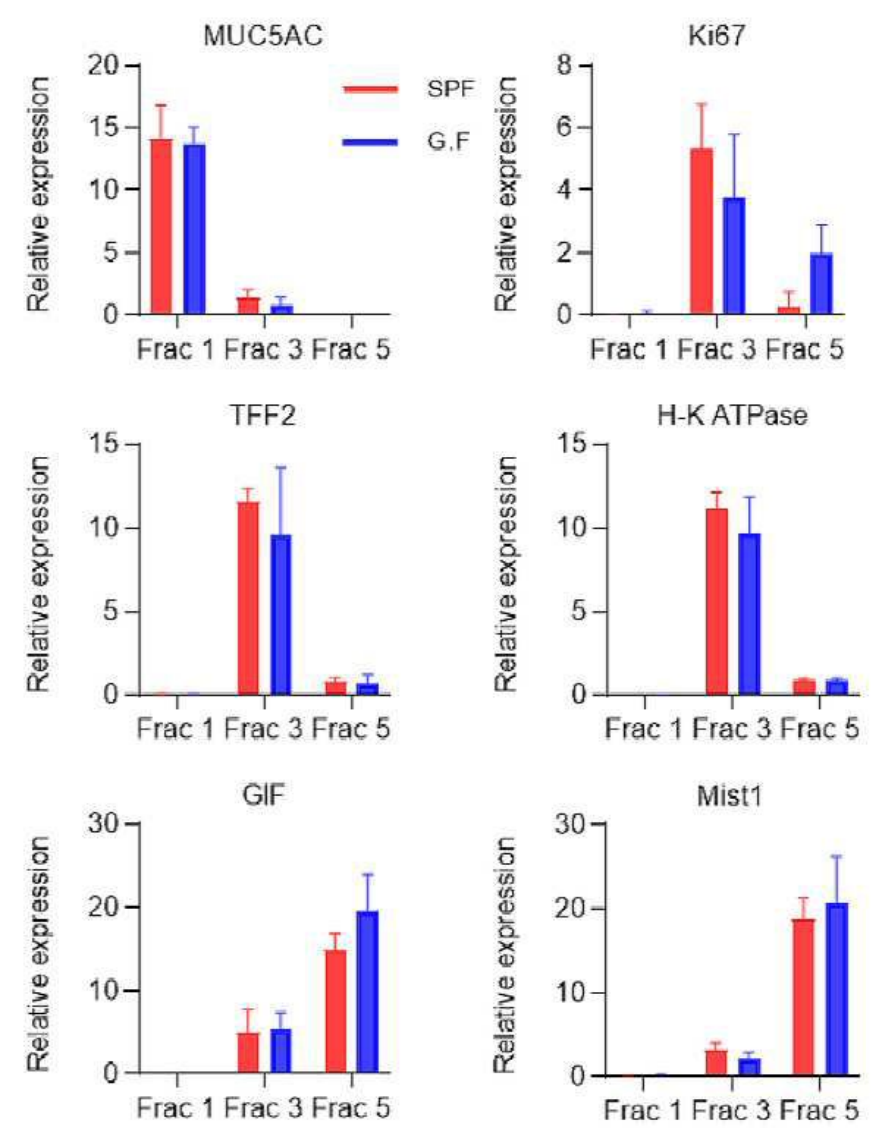 MUC5AC
Relative expression
20
15
10
5
0
SPF
G.F
Frac 1 Frac 3 Frac 5
Ki67
Relative expression
8
6
4
2
0
Frac 1 Frac 3 Frac 5
TFF2
Relative expression
15
10
5
0
Frac 1 Frac 3 Frac 5
H-K ATPase
Relative expression
15
10
5
0
Frac 1 Frac 3 Frac 5
GIF
Relative expression
30
20
10
0
Frac 1 Frac 3 Frac 5
Mist1
Relative expression
30
20
10
0
Frac 1 Frac 3 Frac 5